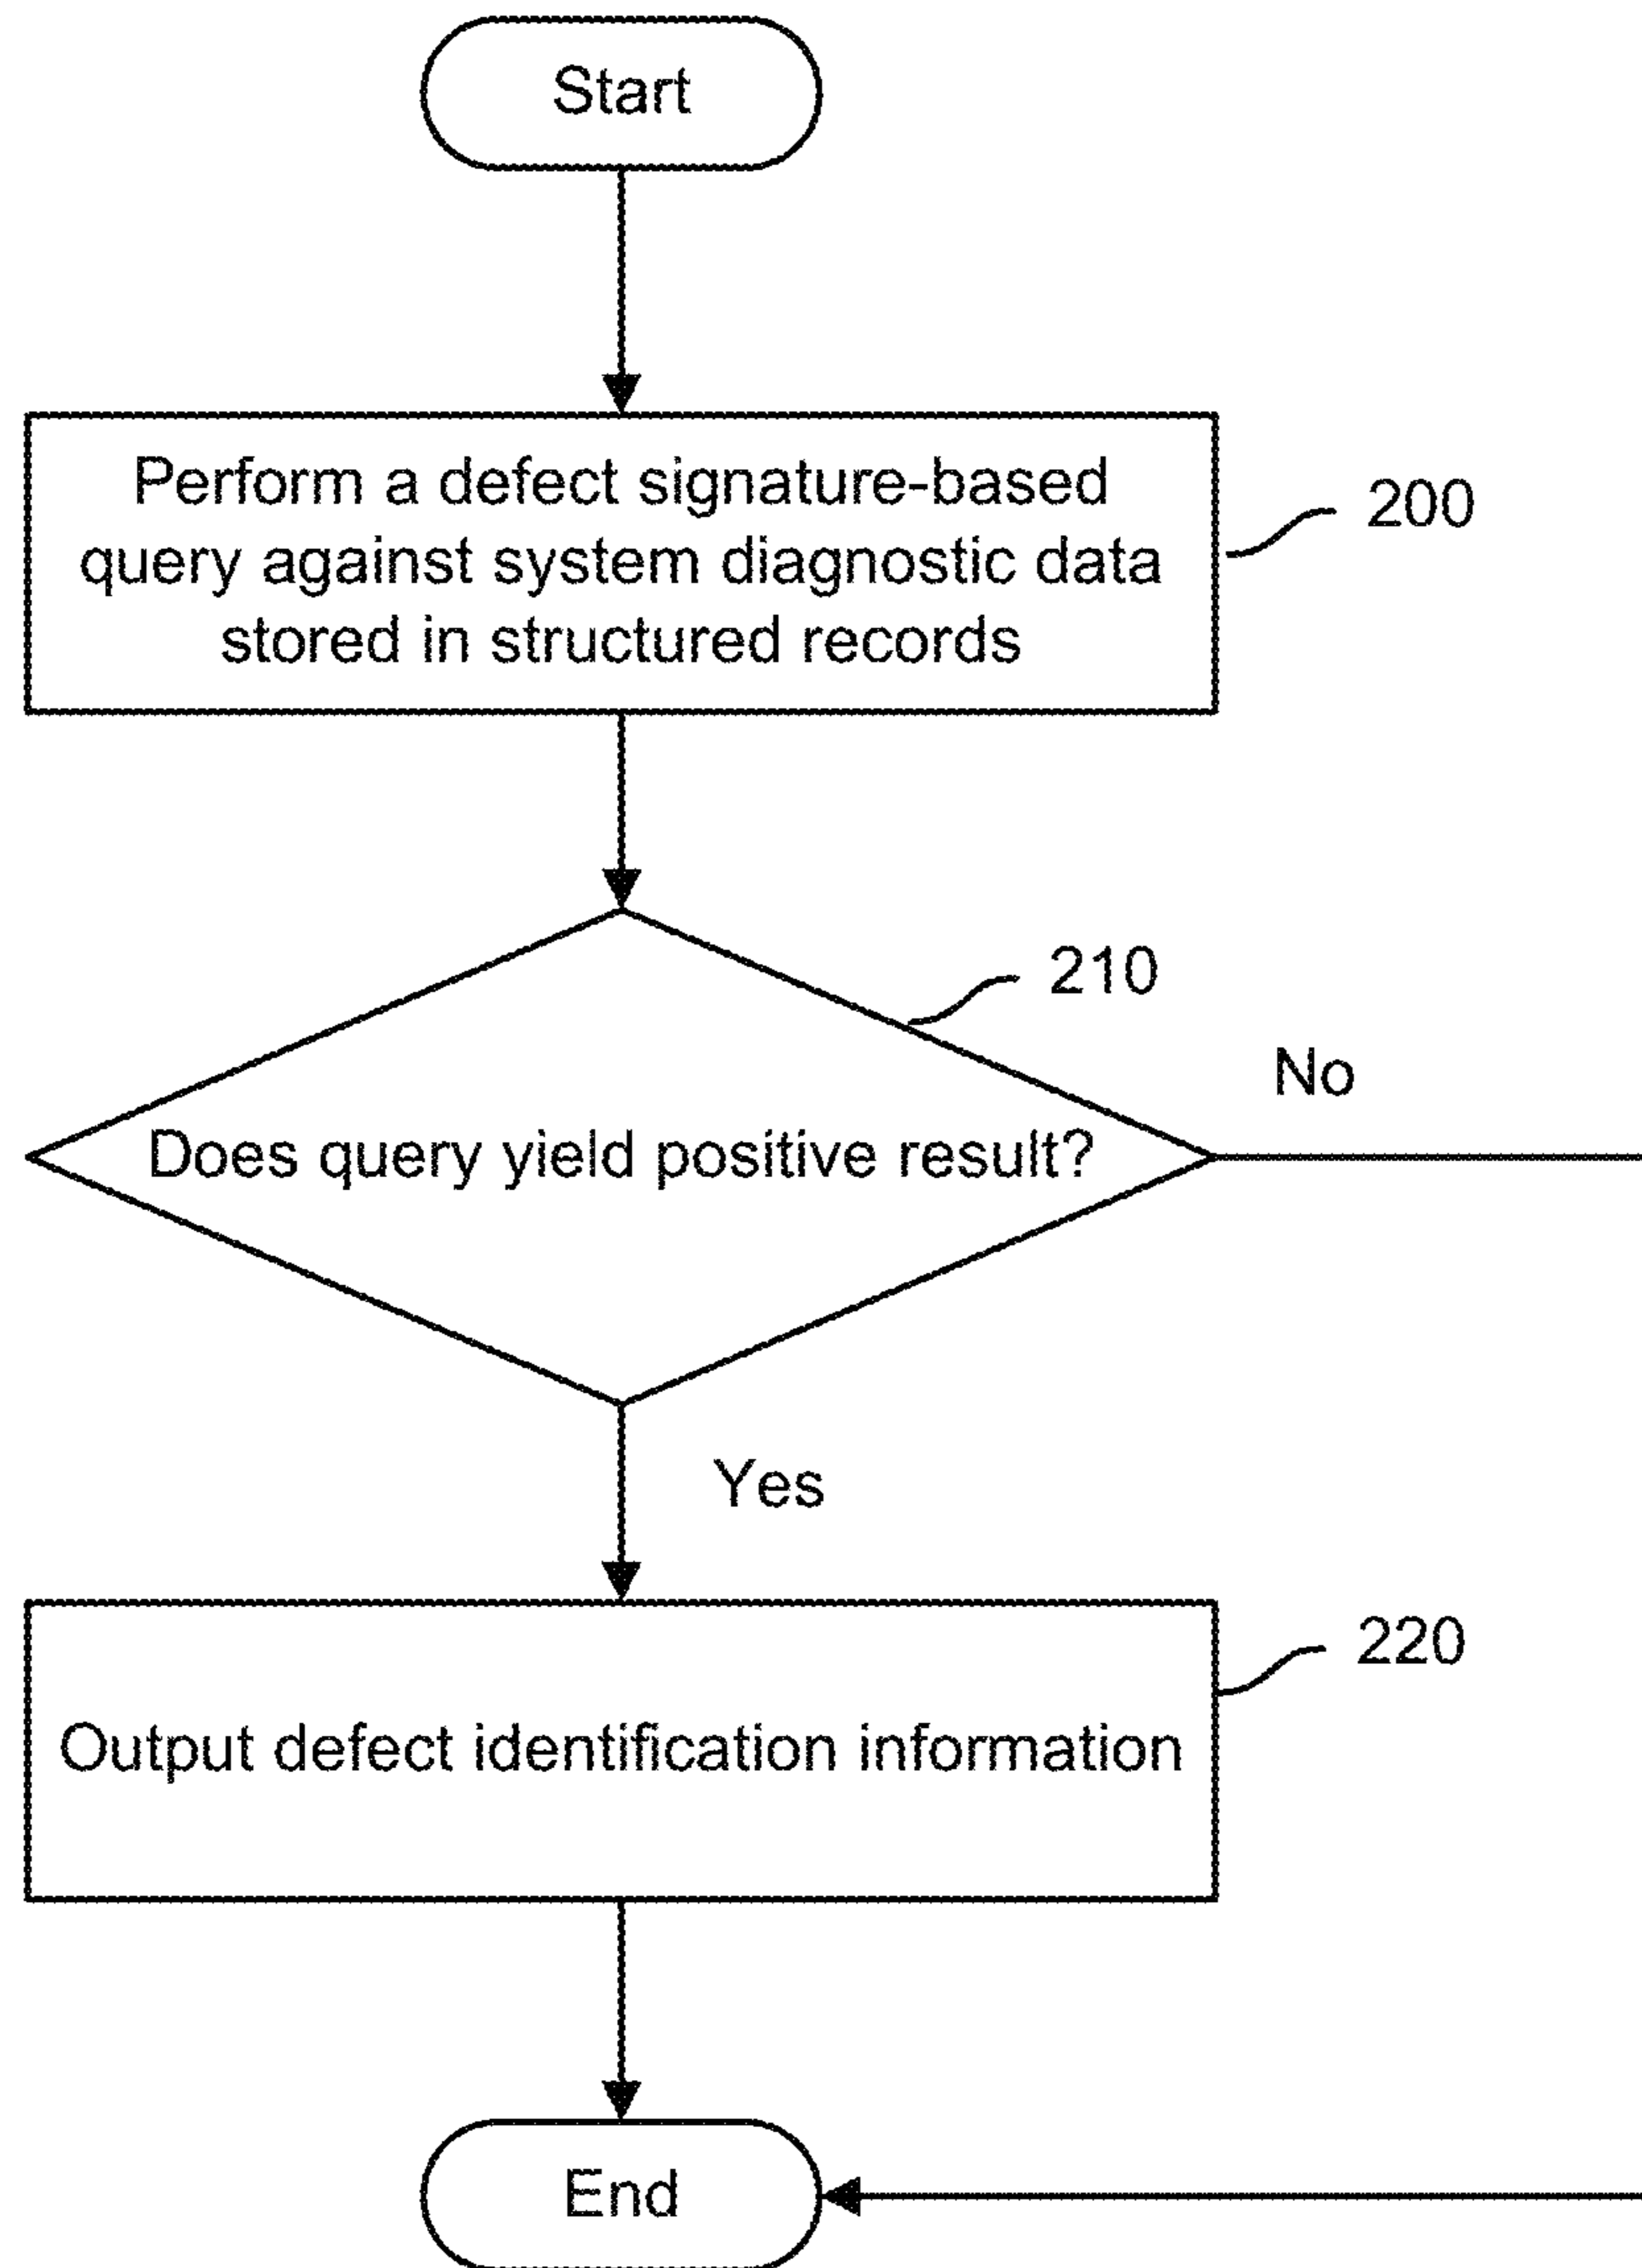 Start
Perform a defect signature-based
query against system diagnostic data
stored in structured records
200
210
No
Does query yield positive result?
Yes
220
Output defect identification information
End